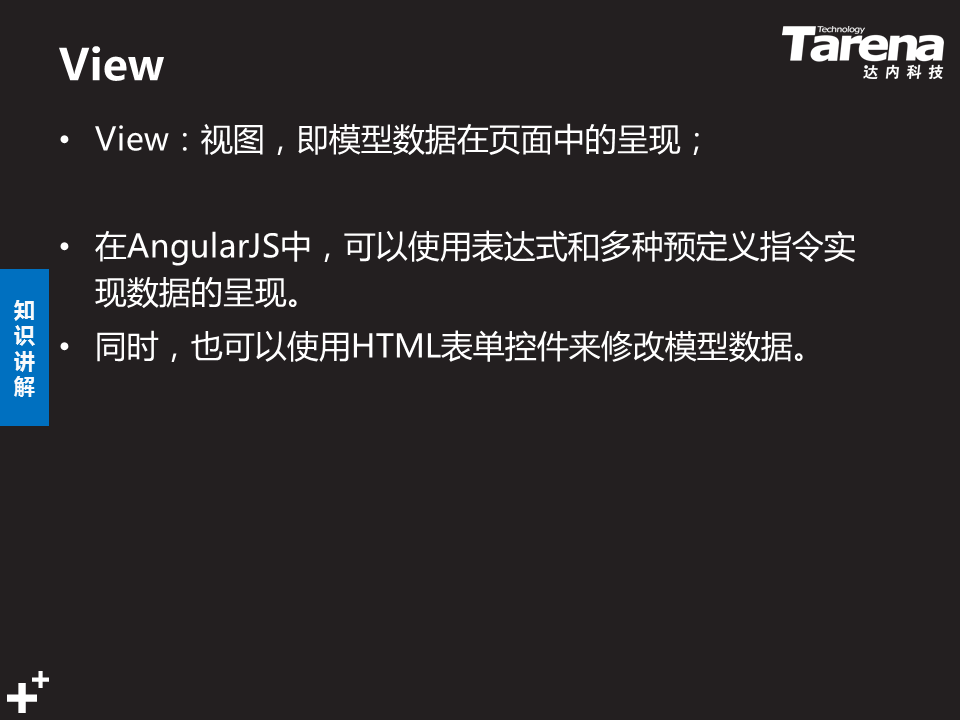 View
Technology
Tarena
达内科技
• View：视图，即模型数据在页面中的呈现；
• 在AngularJS中，可以使用表达式和多种预定义指令实
现数据的呈现。
• 同时，也可以使用HTML表单控件来修改模型数据。
知
识
讲
解